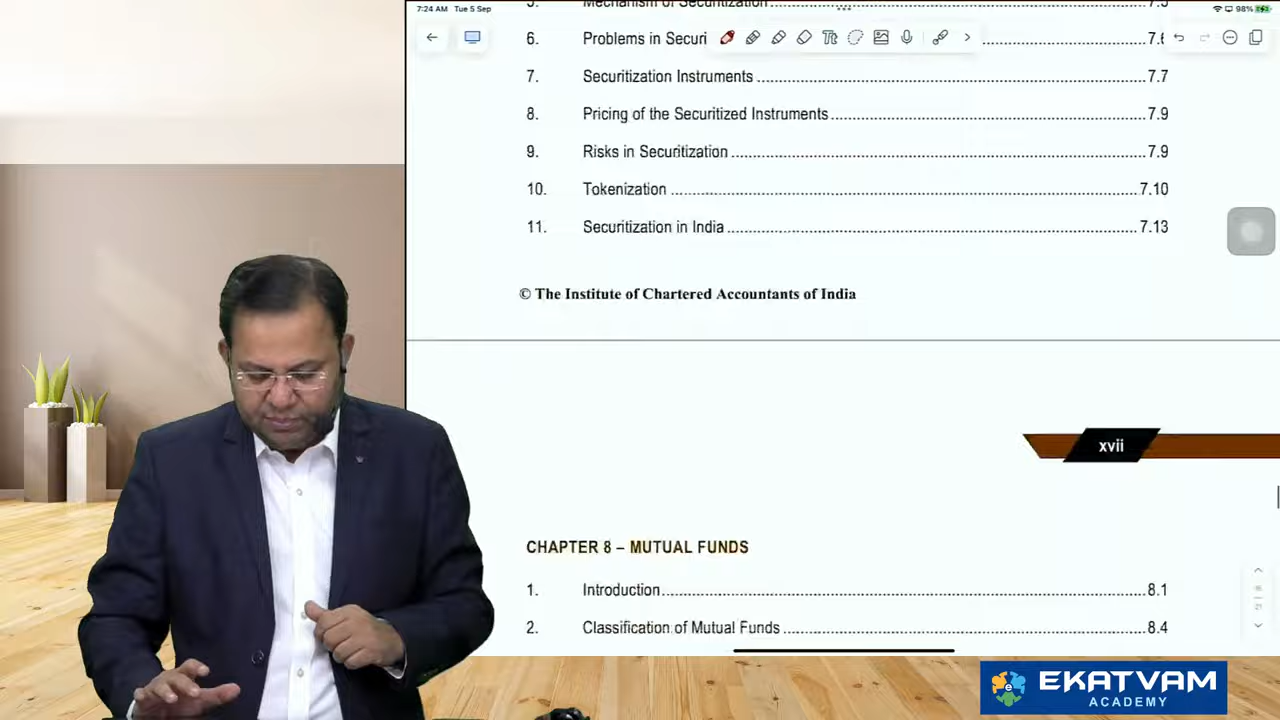 7:24 AM Tue 5 Sep
98%
5. Mechanism of Securitization 7.5
6. Problems in Securi 7.6
7. Securitization Instruments 7.7
8. Pricing of the Securitized Instruments 7.9
9. Risks in Securitization 7.9
10. Tokenization 7.10
11. Securitization in India 7.13
© The Institute of Chartered Accountants of India
xvii
CHAPTER 8 – MUTUAL FUNDS
1. Introduction 8.1
2. Classification of Mutual Funds 8.4
EKATVAM
ACADEMY